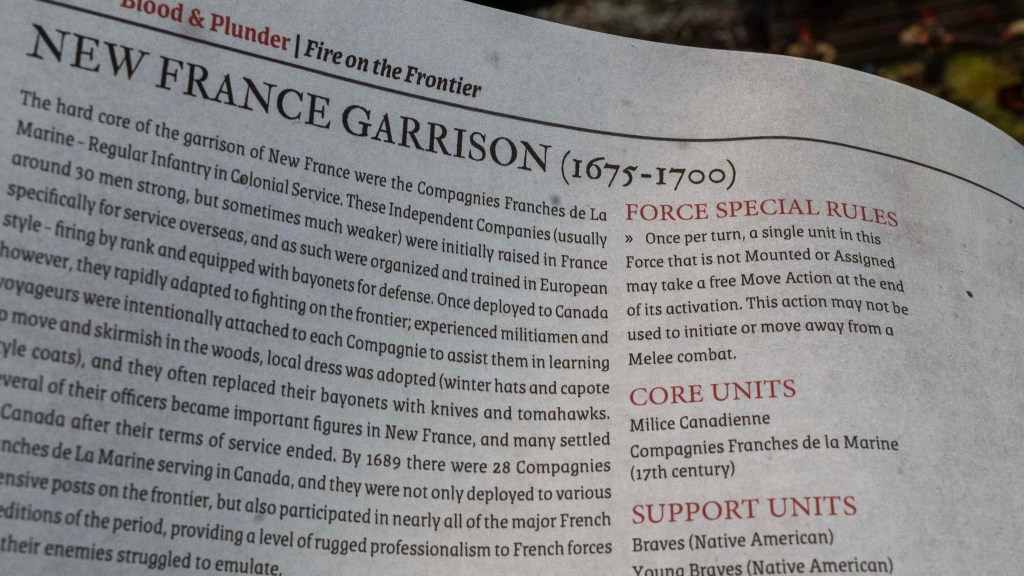 Blood & Plunder | Fire on the Frontier
NEW FRANCE GARRISON (1675-1700)
The hard core of the garrison of New France were the Compagnies Franches de La
Marine - Regular Infantry in Colonial Service. These Independent Companies (usually
around 30 men strong, but sometimes much weaker) were initially raised in France
specifically for service overseas, and as such were organized and trained in European
style - firing by rank and equipped with bayonets for defense. Once deployed to Canada
however, they rapidly adapted to fighting on the frontier; experienced militiamen and
voyageurs were intentionally attached to each Compagnie to assist them in learning
o move and skirmish in the woods, local dress was adopted (winter hats and capote
yle coats), and they often replaced their bayonets with knives and tomahawks.
everal of their officers became important figures in New France, and many settled
Canada after their terms of service ended. By 1689 there were 28 Compagnies
nches de La Marine serving in Canada, and they were not only deployed to various
ensive posts on the frontier, but also participated in nearly all of the major French
editions of the period, providing a level of rugged professionalism to French forces
their enemies struggled to emulate.
FORCE SPECIAL RULES
» Once per turn, a single unit in this
Force that is not Mounted or Assigned
may take a free Move Action at the end
of its activation. This action may not be
used to initiate or move away from a
Melee combat.
CORE UNITS
Milice Canadienne
Compagnies Franches de la Marine
(17th century)
SUPPORT UNITS
Braves (Native American)
Young Braves (Native American)